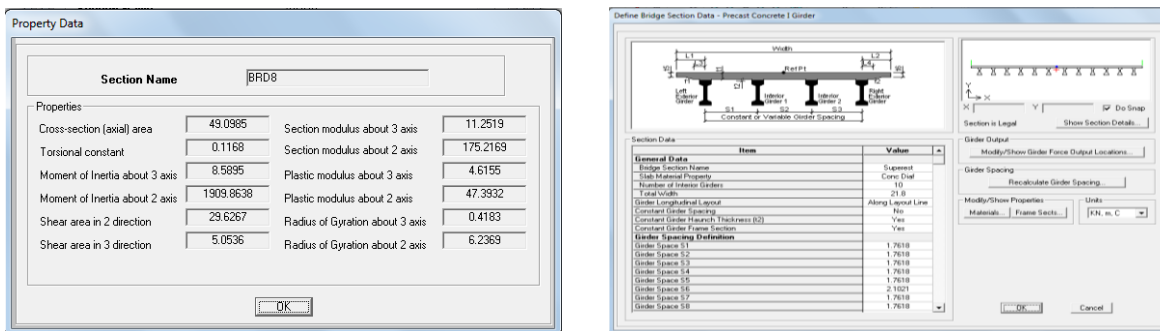 Property Data
Section Name BRD8
Properties
Cross-section (axial) area 49.0985 Section modulus about 3 axis 11.2519
Torsional constant 0.1168 Section modulus about 2 axis 175.2169
Moment of Inertia about 3 axis 8.5895 Plastic modulus about 3 axis 4.6155
Moment of Inertia about 2 axis 1909.8638 Plastic modulus about 2 axis 47.3932
Shear area in 2 direction 29.6267 Radius of Gyration about 3 axis 0.4183
Shear area in 3 direction 5.0536 Radius of Gyration about 2 axis 6.2369
OK
Define Bridge Section Data - Precast Concrete I Girder
Width
L1 L2
Ref Pt
Left Exterior Girder
Interior Girder 1
Interior Girder 2
Right Exterior Girder
S1 S2 S3
Constant or Variable Girder Spacing
Y
X
X Y Do Snap
Section is Legal Show Section Details...
Section Data
Item Value
General Data
Bridge Section Name Superest
Slab Material Property Conc Diaf
Number of Interior Girders 10
Total Width 21.8
Girder Longitudinal Layout Along Layout Line
Constant Girder Spacing No
Constant Girder Haunch Thickness (t2) Yes
Constant Girder Frame Section Yes
Girder Spacing Definition
Girder Space S1 1.7618
Girder Space S2 1.7618
Girder Space S3 1.7618
Girder Space S4 1.7618
Girder Space S5 1.7618
Girder Space S6 2.1021
Girder Space S7 1.7618
Girder Space S8 1.7618
Girder Output
Modify/Show Girder Force Output Locations...
Girder Spacing
Recalculate Girder Spacing...
Modify/Show Properties Units
Materials... Frame Sects... KN, m, C
OK Cancel